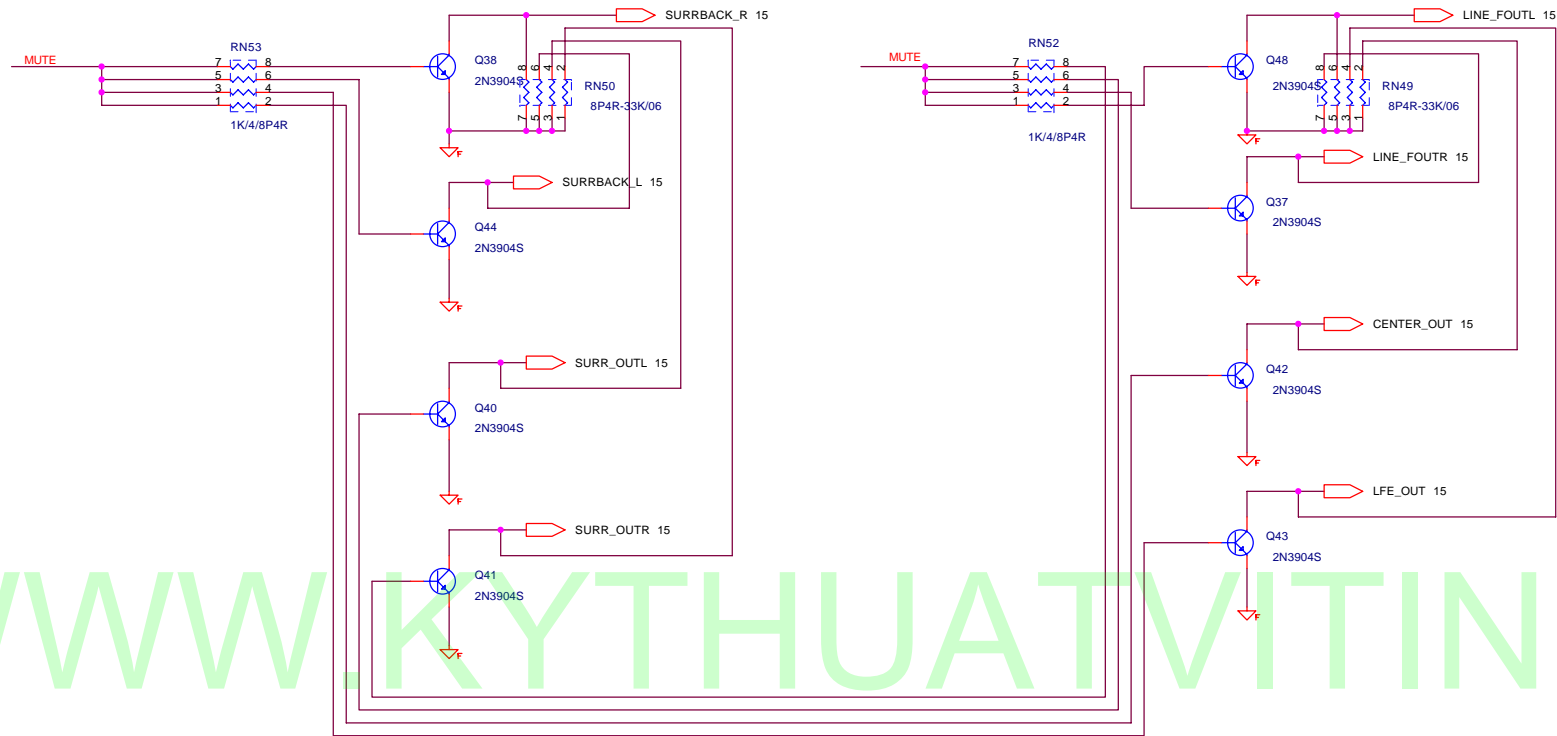 SURRBACK_R 15
LINE_FOUTL 15
RN53
RN52
MUTE
MUTE
7 8
5 6
3 4
1 2
7 8
5 6
3 4
1 2
1K/4/8P4R
1K/4/8P4R
Q38
2N3904S
8 6 4 2
7 5 3 1
RN50
8P4R-33K/06
Q48
2N3904S
8 6 4 2
7 5 3 1
RN49
8P4R-33K/06
F
F
LINE_FOUTR 15
SURRBACK_L 15
Q37
2N3904S
Q44
2N3904S
F
F
CENTER_OUT 15
SURR_OUTL 15
Q42
2N3904S
Q40
2N3904S
F
F
LFE_OUT 15
SURR_OUTR 15
Q43
2N3904S
Q41
2N3904S
F
F
WWW.KYTHUATVITIN